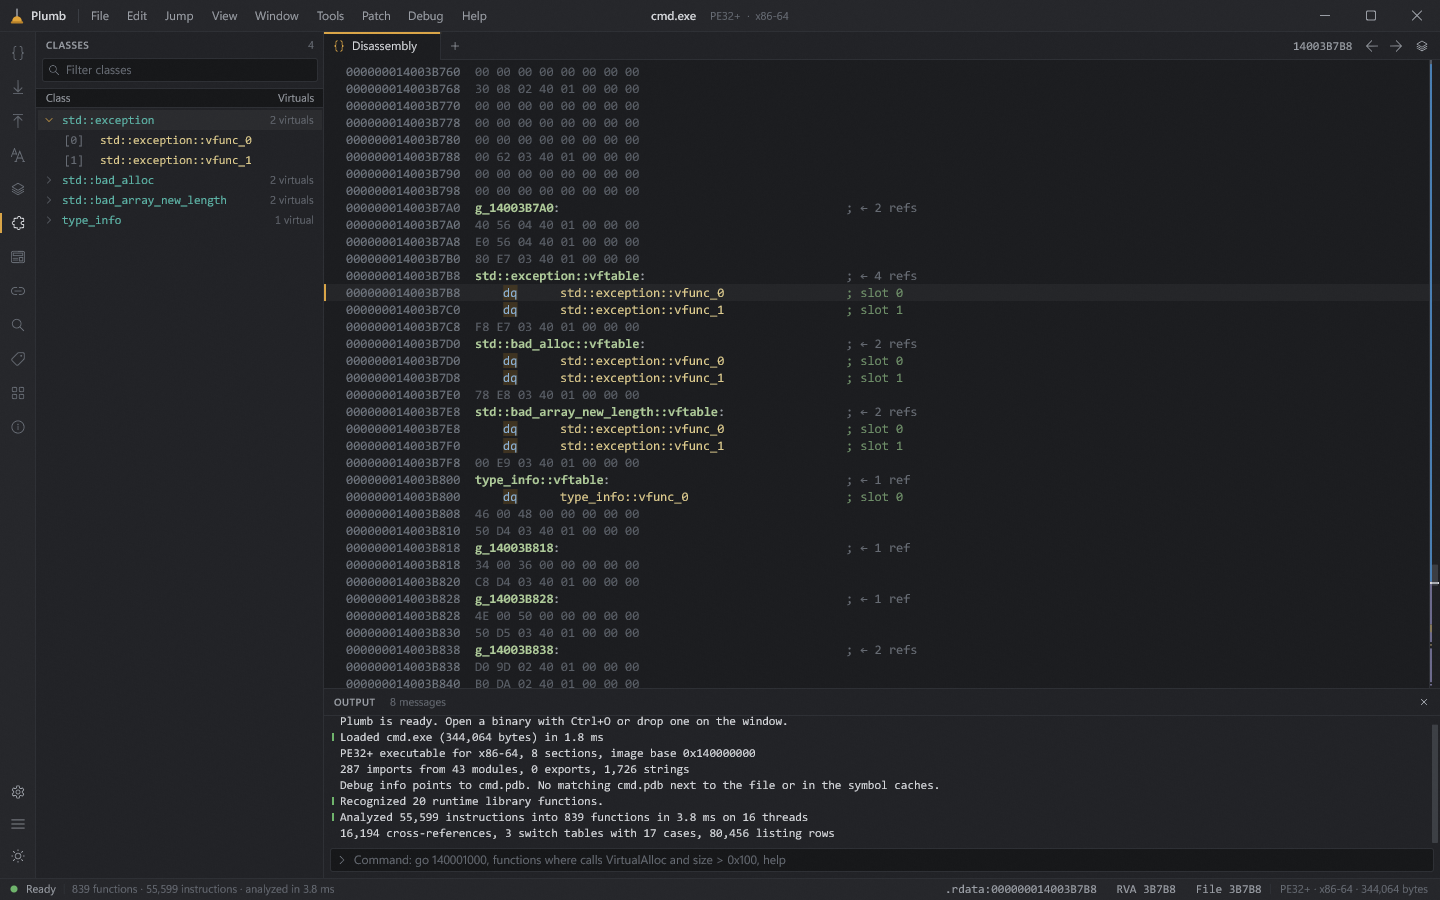 Plumb File Edit Jump View Window Tools Patch Debug Help cmd.exe PE32+ · x86-64
CLASSES 4
Filter classes
Class Virtuals
std::exception 2 virtuals
[0] std::exception::vfunc_0
[1] std::exception::vfunc_1
std::bad_alloc 2 virtuals
std::bad_array_new_length 2 virtuals
type_info 1 virtual
{} Disassembly + 14003B7B8
000000014003B760 00 00 00 00 00 00 00 00
000000014003B768 30 08 02 40 01 00 00 00
000000014003B770 00 00 00 00 00 00 00 00
000000014003B778 00 00 00 00 00 00 00 00
000000014003B780 00 00 00 00 00 00 00 00
000000014003B788 00 62 03 40 01 00 00 00
000000014003B790 00 00 00 00 00 00 00 00
000000014003B798 00 00 00 00 00 00 00 00
000000014003B7A0 g_14003B7A0: ; ← 2 refs
000000014003B7A0 40 56 04 40 01 00 00 00
000000014003B7A8 E0 56 04 40 01 00 00 00
000000014003B7B0 80 E7 03 40 01 00 00 00
000000014003B7B8 std::exception::vftable: ; ← 4 refs
000000014003B7B8 dq std::exception::vfunc_0 ; slot 0
000000014003B7C0 dq std::exception::vfunc_1 ; slot 1
000000014003B7C8 F8 E7 03 40 01 00 00 00
000000014003B7D0 std::bad_alloc::vftable: ; ← 2 refs
000000014003B7D0 dq std::exception::vfunc_0 ; slot 0
000000014003B7D8 dq std::exception::vfunc_1 ; slot 1
000000014003B7E0 78 E8 03 40 01 00 00 00
000000014003B7E8 std::bad_array_new_length::vftable: ; ← 2 refs
000000014003B7E8 dq std::exception::vfunc_0 ; slot 0
000000014003B7F0 dq std::exception::vfunc_1 ; slot 1
000000014003B7F8 00 E9 03 40 01 00 00 00
000000014003B800 type_info::vftable: ; ← 1 ref
000000014003B800 dq type_info::vfunc_0 ; slot 0
000000014003B808 46 00 48 00 00 00 00 00
000000014003B810 50 D4 03 40 01 00 00 00
000000014003B818 g_14003B818: ; ← 1 ref
000000014003B818 34 00 36 00 00 00 00 00
000000014003B820 C8 D4 03 40 01 00 00 00
000000014003B828 g_14003B828: ; ← 1 ref
000000014003B828 4E 00 50 00 00 00 00 00
000000014003B830 50 D5 03 40 01 00 00 00
000000014003B838 g_14003B838: ; ← 2 refs
000000014003B838 D0 9D 02 40 01 00 00 00
000000014003B840 B0 DA 02 40 01 00 00 00
OUTPUT 8 messages
Plumb is ready. Open a binary with Ctrl+O or drop one on the window.
Loaded cmd.exe (344,064 bytes) in 1.8 ms
PE32+ executable for x86-64, 8 sections, image base 0x140000000
287 imports from 43 modules, 0 exports, 1,726 strings
Debug info points to cmd.pdb. No matching cmd.pdb next to the file or in the symbol caches.
Recognized 20 runtime library functions.
Analyzed 55,599 instructions into 839 functions in 3.8 ms on 16 threads
16,194 cross-references, 3 switch tables with 17 cases, 80,456 listing rows
Command: go 140001000, functions where calls VirtualAlloc and size > 0x100, help
Ready 839 functions · 55,599 instructions · analyzed in 3.8 ms .rdata:000000014003B7B8 RVA 3B7B8 File 3B7B8 PE32+ · x86-64 · 344,064 bytes